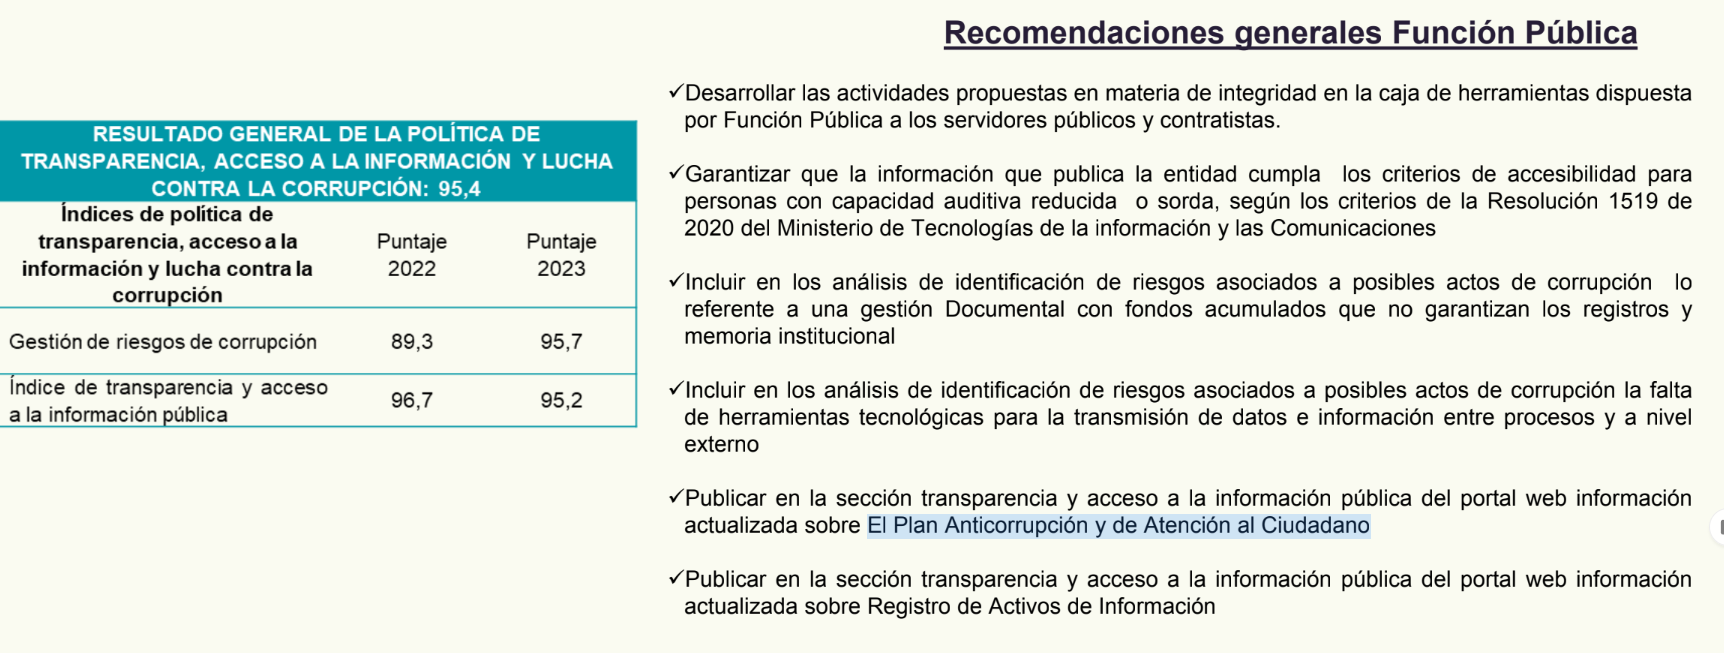 Recomendaciones generales Función Pública
RESULTADO GENERAL DE LA POLÍTICA DE
TRANSPARENCIA, ACCESO A LA INFORMACIÓN Y LUCHA
CONTRA LA CORRUPCIÓN: 95,4
Índices de política de
transparencia, acceso a la
información y lucha contra la
corrupción
Puntaje
2022
Puntaje
2023
Gestión de riesgos de corrupción 89,3 95,7
Índice de transparencia y acceso
a la información pública 96,7 95,2
✓Desarrollar las actividades propuestas en materia de integridad en la caja de herramientas dispuesta
por Función Pública a los servidores públicos y contratistas.
✓Garantizar que la información que publica la entidad cumpla los criterios de accesibilidad para
personas con capacidad auditiva reducida o sorda, según los criterios de la Resolución 1519 de
2020 del Ministerio de Tecnologías de la información y las Comunicaciones
✓Incluir en los análisis de identificación de riesgos asociados a posibles actos de corrupción lo
referente a una gestión Documental con fondos acumulados que no garantizan los registros y
memoria institucional
✓Incluir en los análisis de identificación de riesgos asociados a posibles actos de corrupción la falta
de herramientas tecnológicas para la transmisión de datos e información entre procesos y a nivel
externo
✓Publicar en la sección transparencia y acceso a la información pública del portal web información
actualizada sobre El Plan Anticorrupción y de Atención al Ciudadano
✓Publicar en la sección transparencia y acceso a la información pública del portal web información
actualizada sobre Registro de Activos de Información